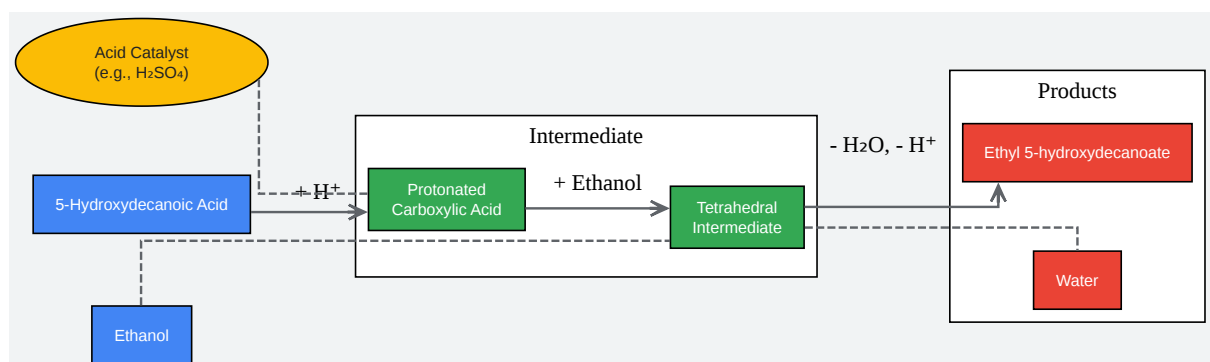 Acid Catalyst
(e.g., H₂SO₄)
5-Hydroxydecanoic Acid
Ethanol
+ H⁺
Intermediate
Protonated
Carboxylic Acid
+ Ethanol
Tetrahedral
Intermediate
- H₂O, - H⁺
Products
Ethyl 5-hydroxydecanoate
Water